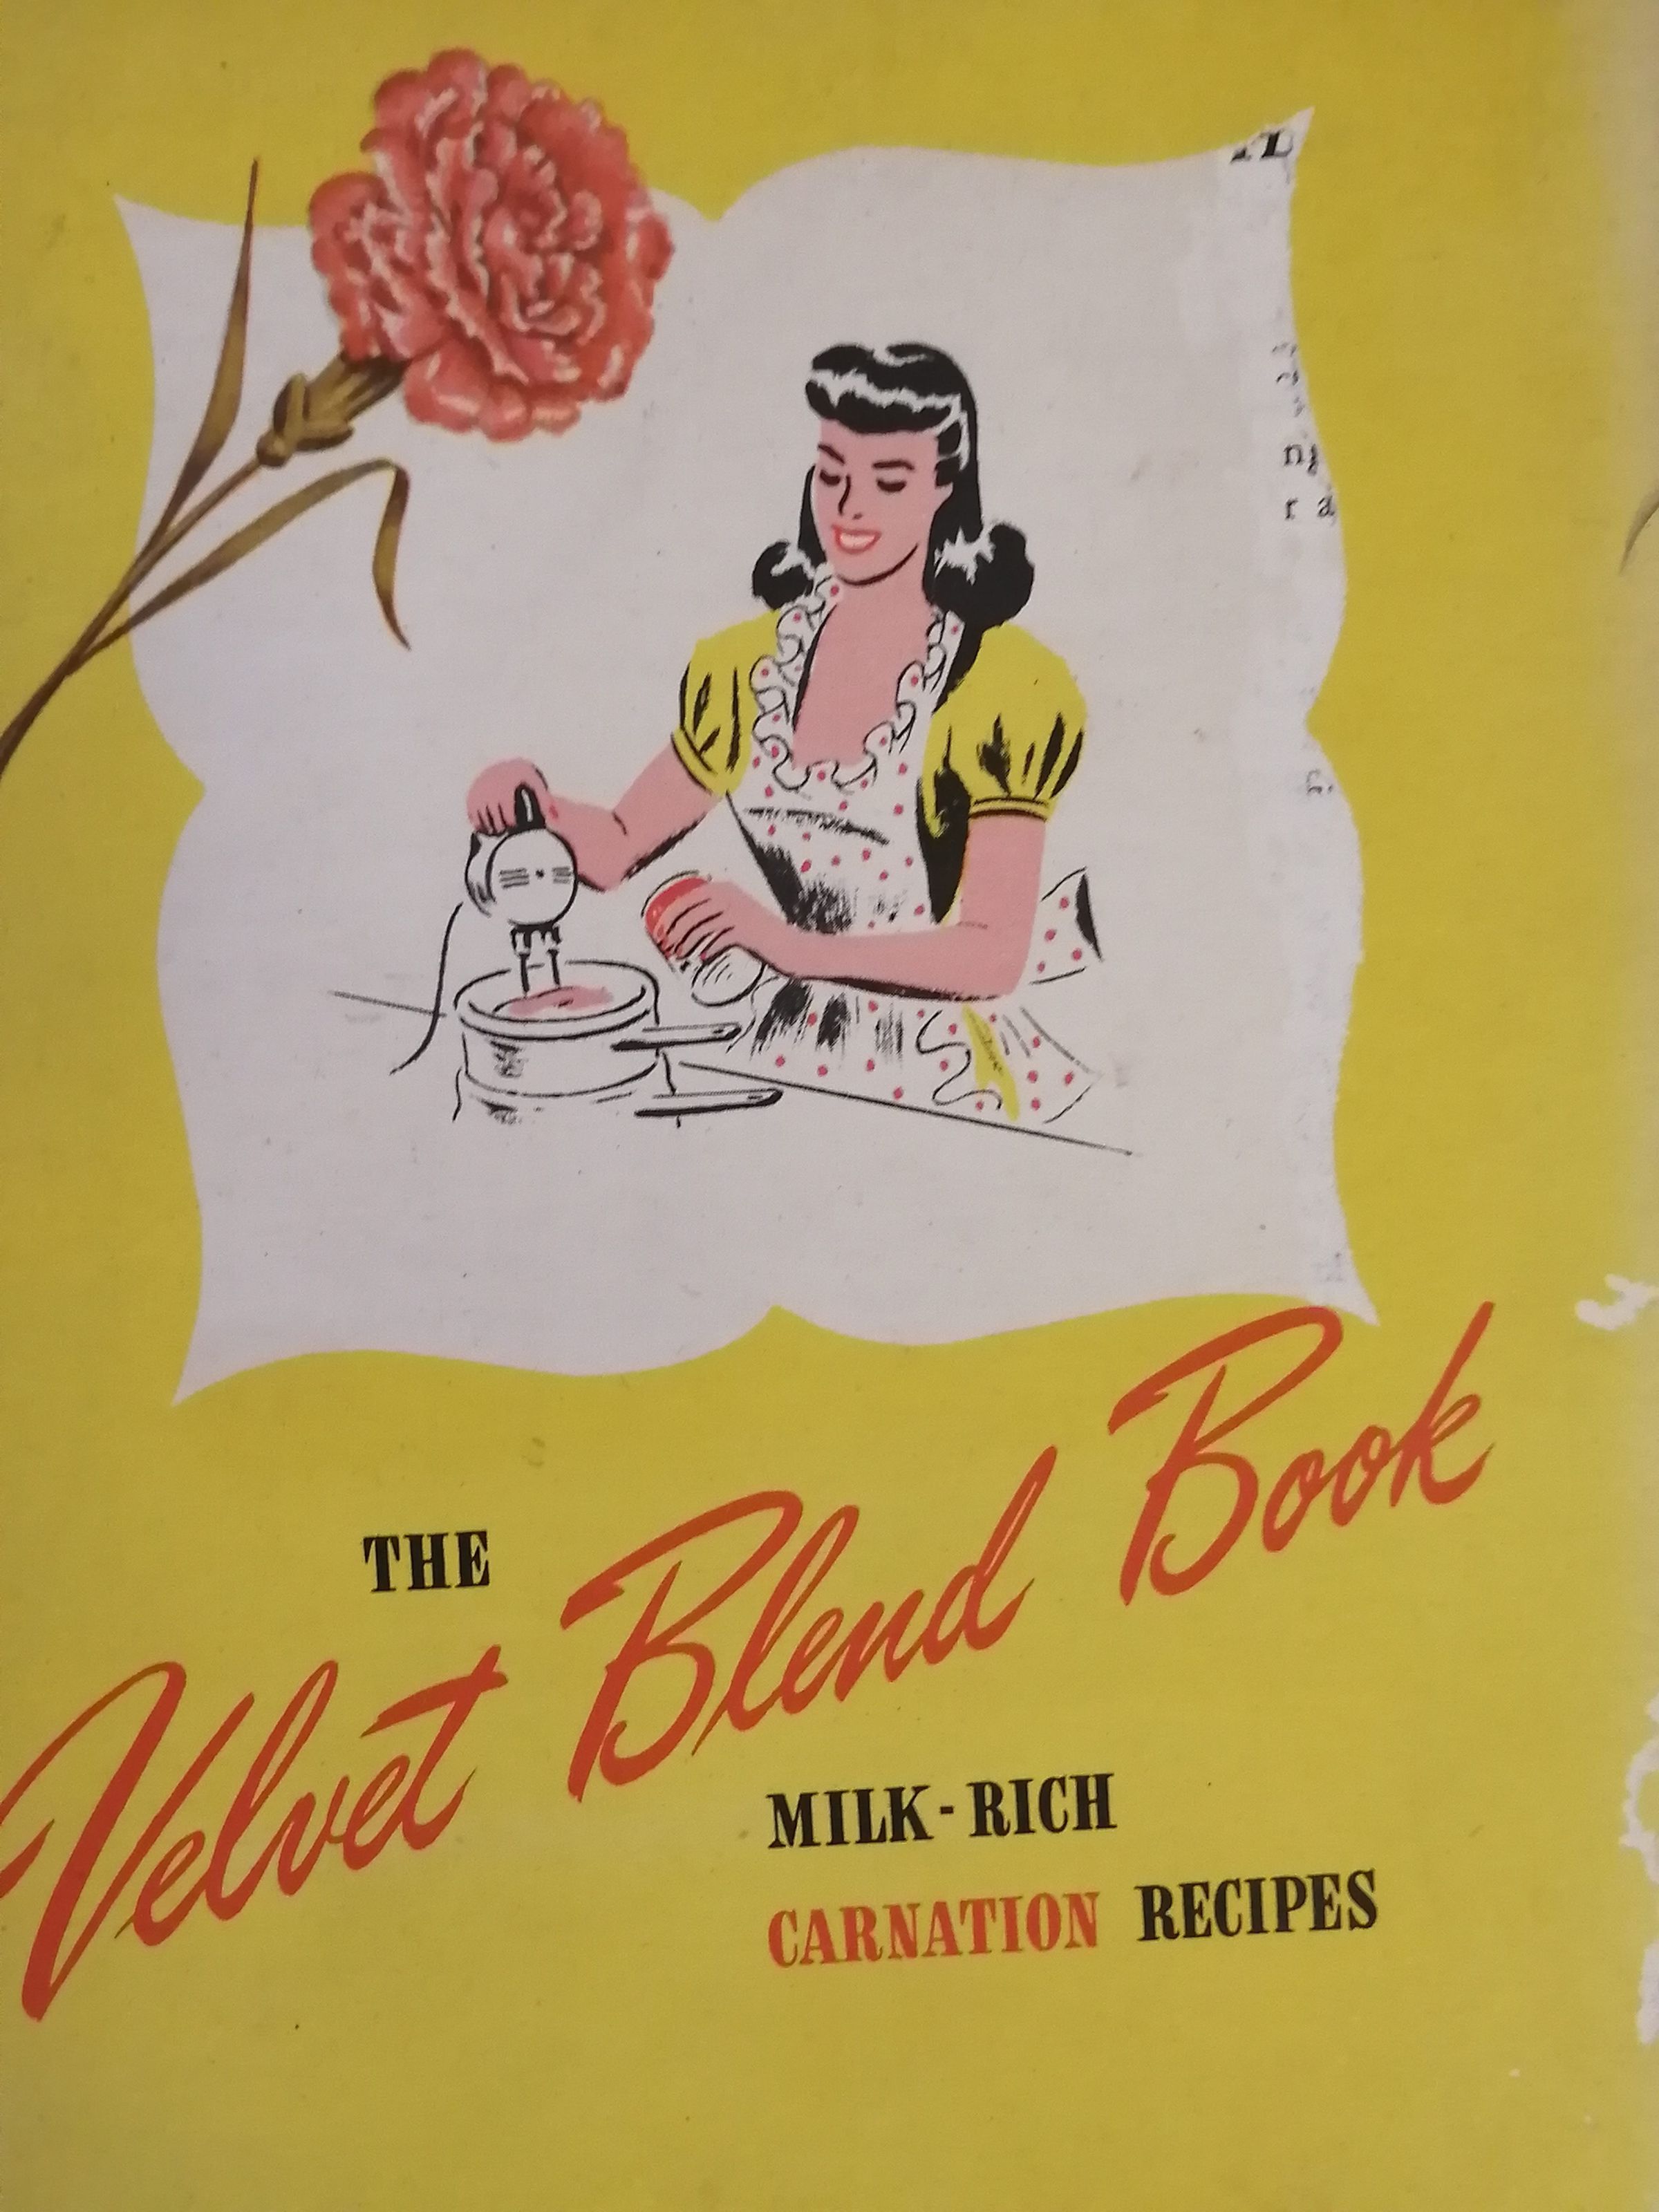 THE
Velvet Blend Book
MILK-RICH
CARNATION RECIPES